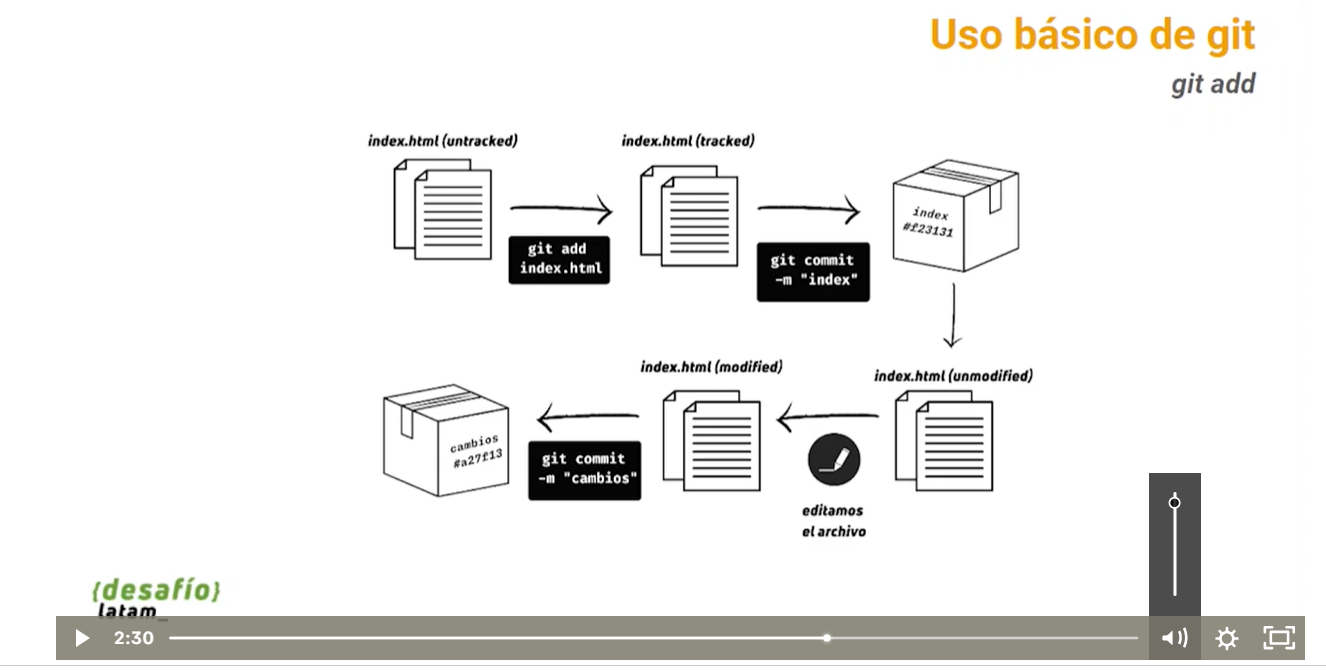 Uso básico de git
git add
index.html (untracked)
index.html (tracked)
git add
index.html
git commit
-m "index"
index
#f23131
index.html (modified)
index.html (unmodified)
cambios
#a27f13
git commit
-m "cambios"
editamos
el archivo
{desafío}
latam_
2:30